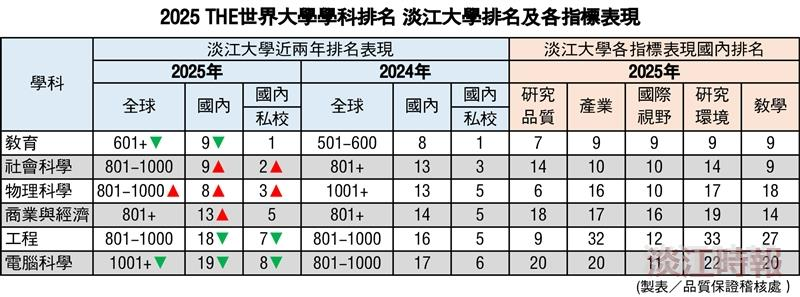 2025 THE世界大學學科排名 淡江大學排名及各指標表現
學科 淡江大學近兩年排名表現 淡江大學各指標表現國內排名
2025年 2024年 2025年
全球 國內 國內私校 全球 國內 國內私校 研究品質 產業 國際視野 研究環境 教學
教育 601+▼ 9▼ 1 501-600 8 1 7 9 9 9 9
社會科學 801-1000 9▲ 2▲ 801+ 13 3 14 10 10 14 9
物理科學 801-1000▲ 8▲ 3▲ 1001+ 13 5 6 16 10 17 18
商業與經濟 801+ 13▲ 5 801+ 14 5 18 17 16 19 14
工程 801-1000 18▼ 7▼ 801-1000 16 5 9 32 12 33 27
電腦科學 1001+▼ 19▼ 8▼ 801-1000 17 6 20 20 11 22 20
淡江時報
(製表／品質保證稽核處)